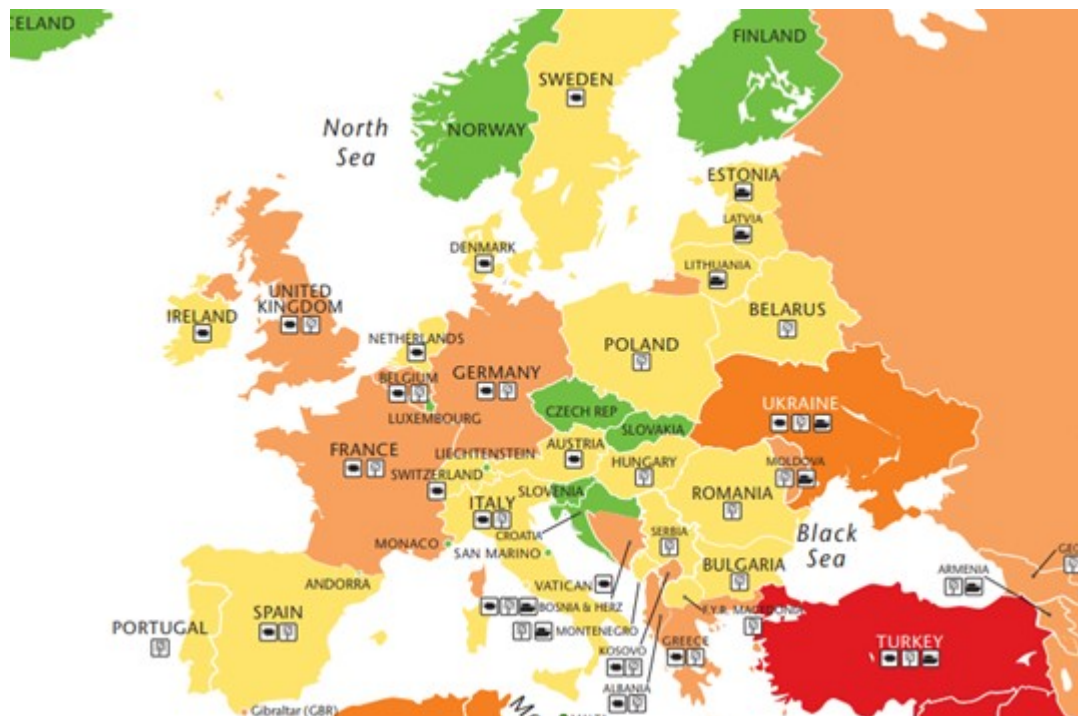 CELAND
FINLAND
SWEDEN
NORWAY
North
Sea
ESTONIA
LATVIA
DENMARK
LITHUANIA
UNITED
KINGDOM
IRELAND
BELARUS
NETHERLANDS
POLAND
BELGIUM
GERMANY
UKRAINE
CZECH REP
LUXEMBOURG
SLOVAKIA
FRANCE
AUSTRIA
LIECHTENSTEIN
HUNGARY
MOLDOVA
SWITZERLAND
SLOVENIA
ROMANIA
ITALY
CROATIA
SERBIA
Black
Sea
MONACO
SAN MARINO
BULGARIA
GEO
ARMENIA
ANDORRA
VATICAN
BOSNIA & HERZ
SPAIN
F.Y.R. MACEDONIA
PORTUGAL
MONTENEGRO
GREECE
TURKEY
KOSOVO
ALBANIA
Gibraltar (GBR)